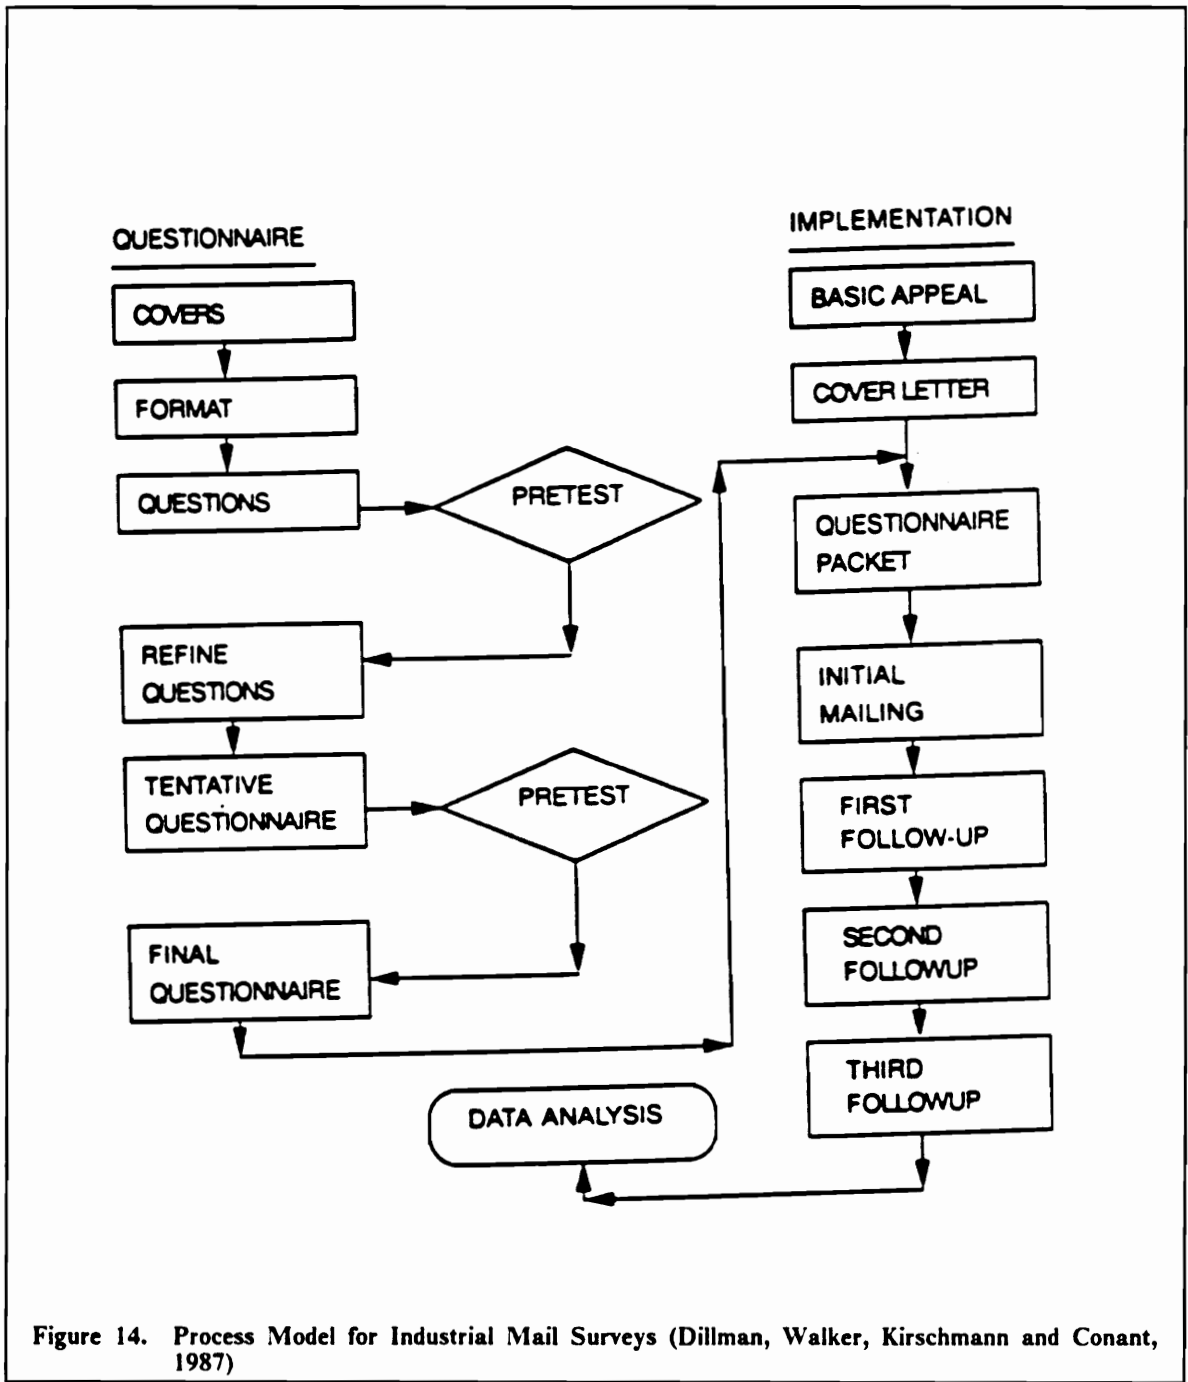 QUESTIONNAIRE
COVERS
FORMAT
QUESTIONS
PRETEST
REFINE
QUESTIONS
TENTATIVE
QUESTIONNAIRE
PRETEST
FINAL
QUESTIONNAIRE
IMPLEMENTATION
BASIC APPEAL
COVER LETTER
QUESTIONNAIRE
PACKET
INITIAL
MAILING
FIRST
FOLLOW-UP
SECOND
FOLLOWUP
THIRD
FOLLOWUP
DATA ANALYSIS
Figure 14. Process Model for Industrial Mail Surveys (Dillman, Walker, Kirschmann and Conant,
1987)